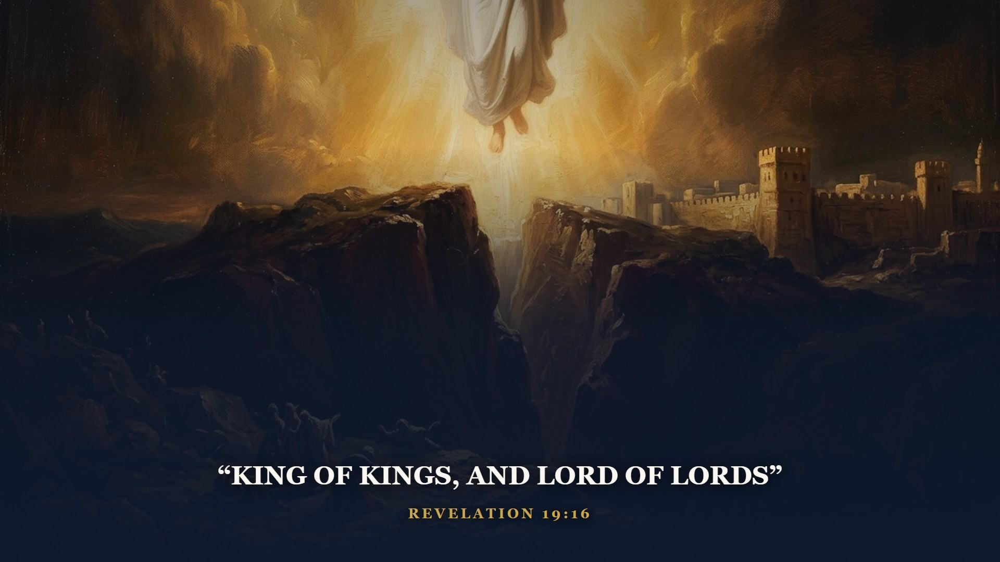 “KING OF KINGS, AND LORD OF LORDS”
REVELATION 19:16